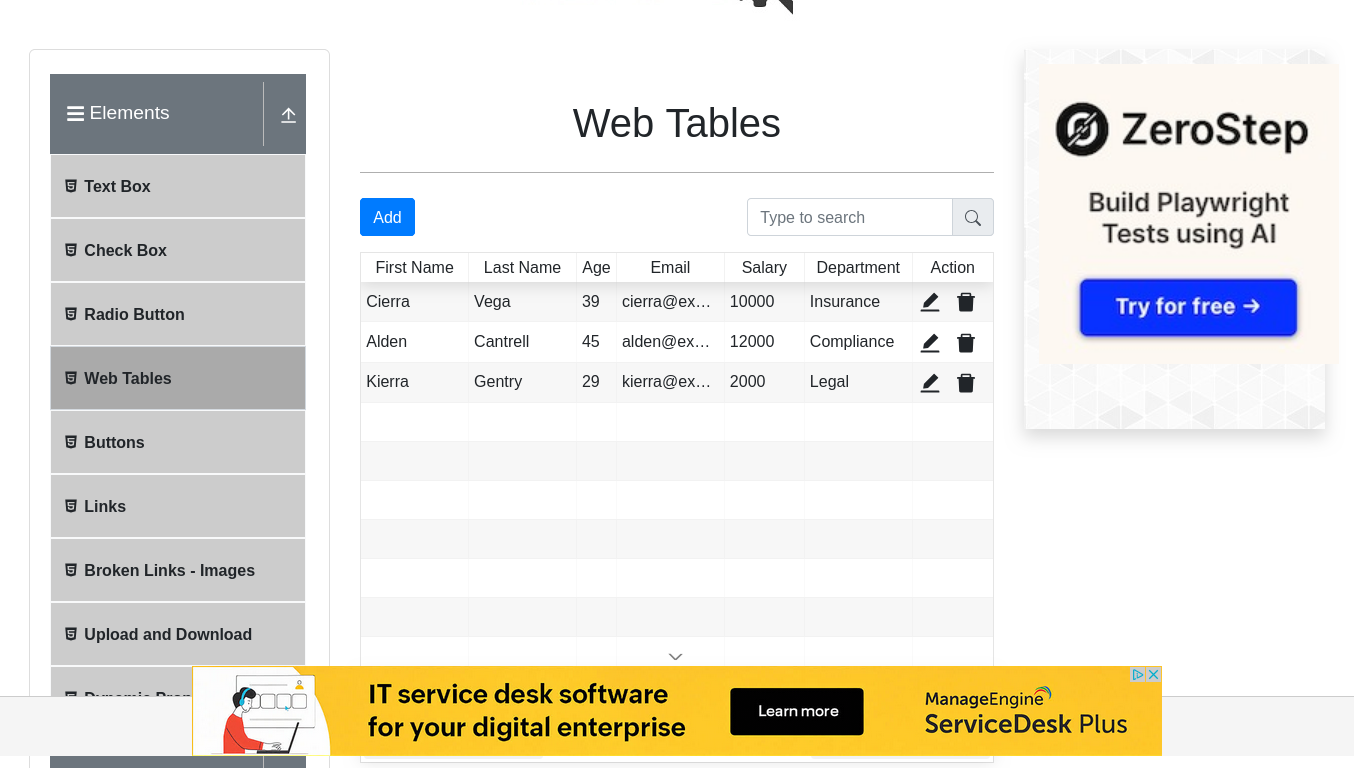 Elements
Text Box
Check Box
Radio Button
Web Tables
Buttons
Links
Broken Links - Images
Upload and Download
Web Tables
Add
Type to search
First Name Last Name Age Email Salary Department Action
Cierra Vega 39 cierra@ex… 10000 Insurance
Alden Cantrell 45 alden@ex… 12000 Compliance
Kierra Gentry 29 kierra@ex… 2000 Legal
ZeroStep
Build Playwright
Tests using AI
Try for free →
IT service desk software
for your digital enterprise
Learn more
ManageEngine
ServiceDesk Plus